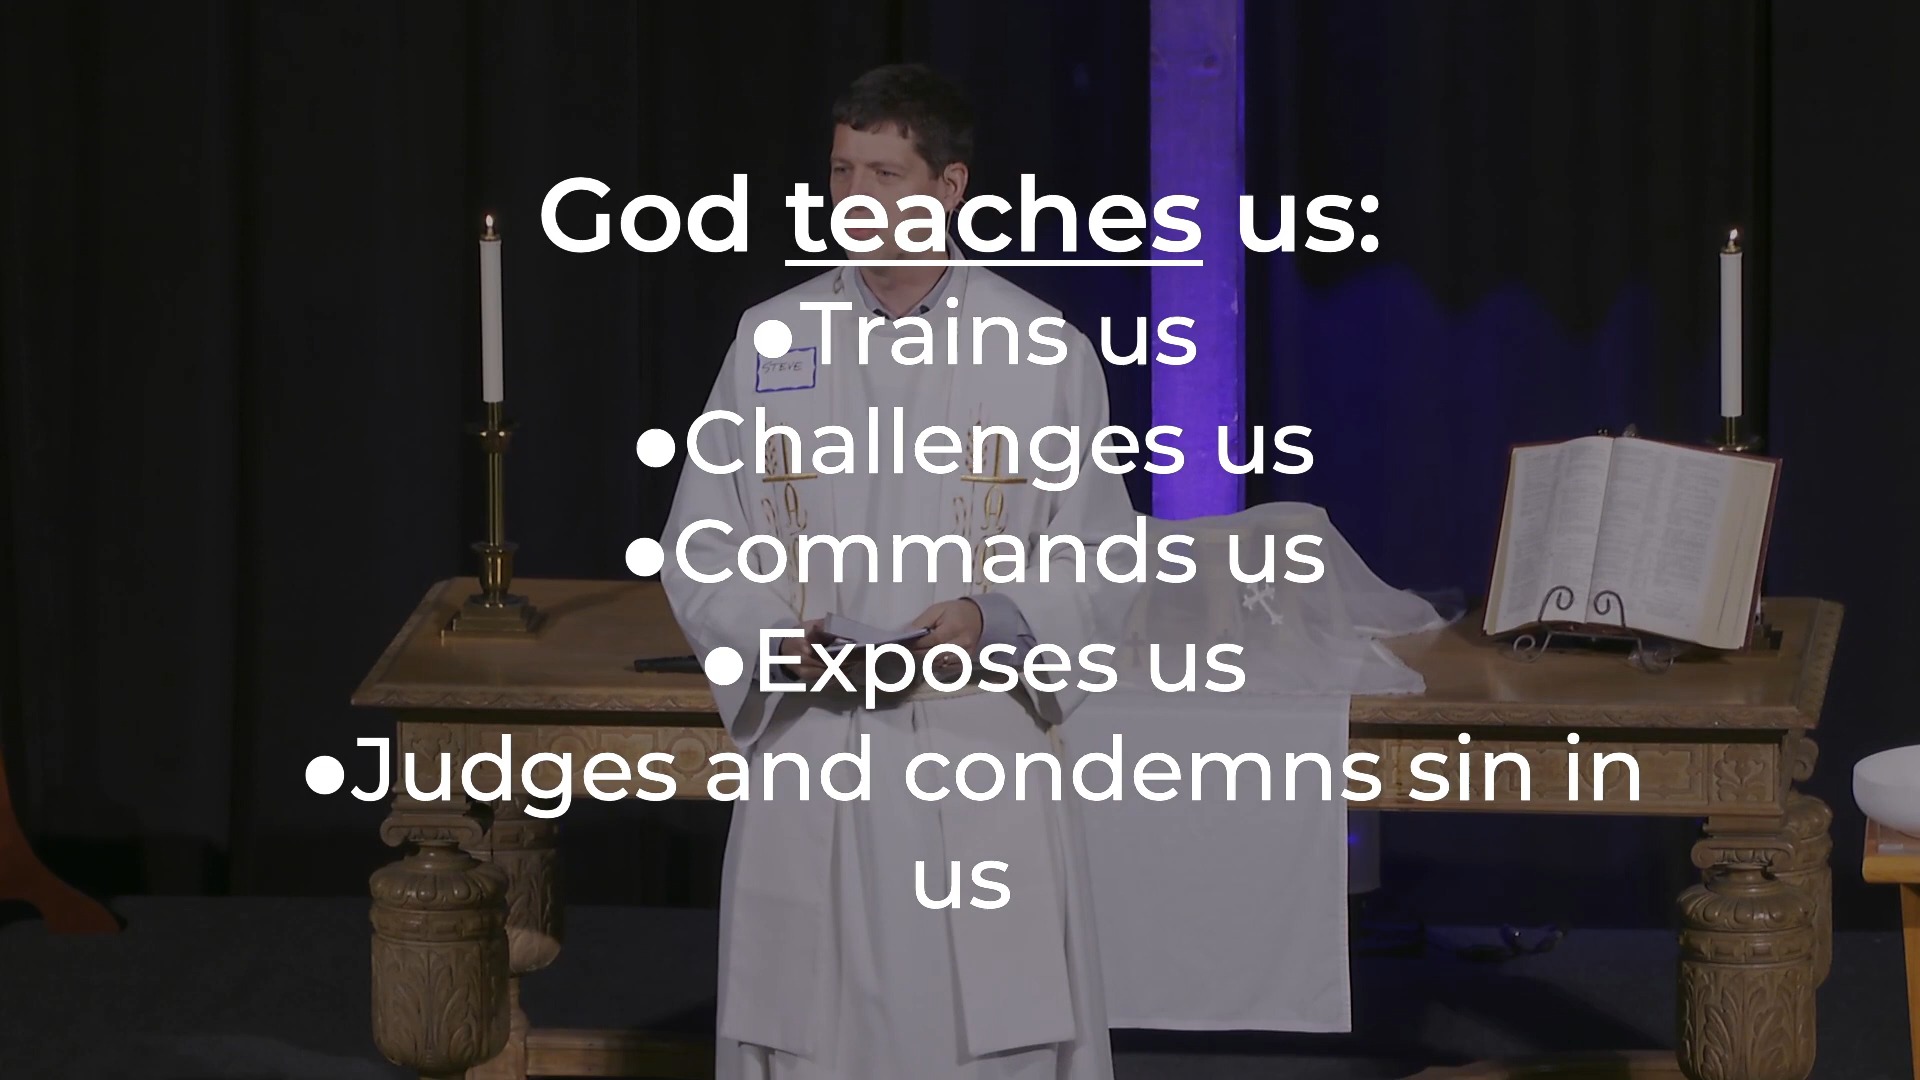 God teaches us:
●Trains us
STEVE
●Challenges us
●Commands us
●Exposes us
●Judges and condemns sin in
us